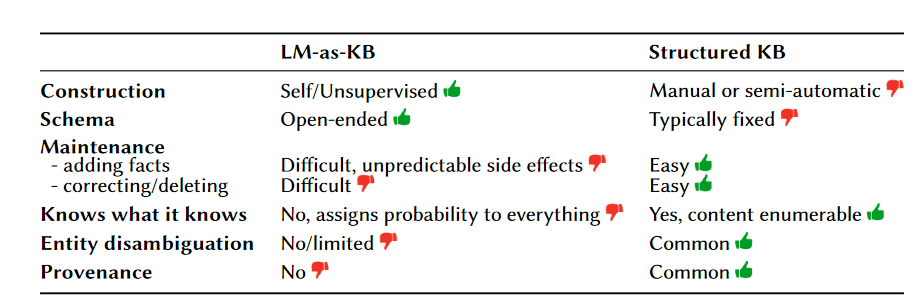 LM-as-KB Structured KB
Construction Self/Unsupervised Manual or semi-automatic
Schema Open-ended Typically fixed
Maintenance
- adding facts Difficult, unpredictable side effects Easy
- correcting/deleting Difficult Easy
Knows what it knows No, assigns probability to everything Yes, content enumerable
Entity disambiguation No/limited Common
Provenance No Common